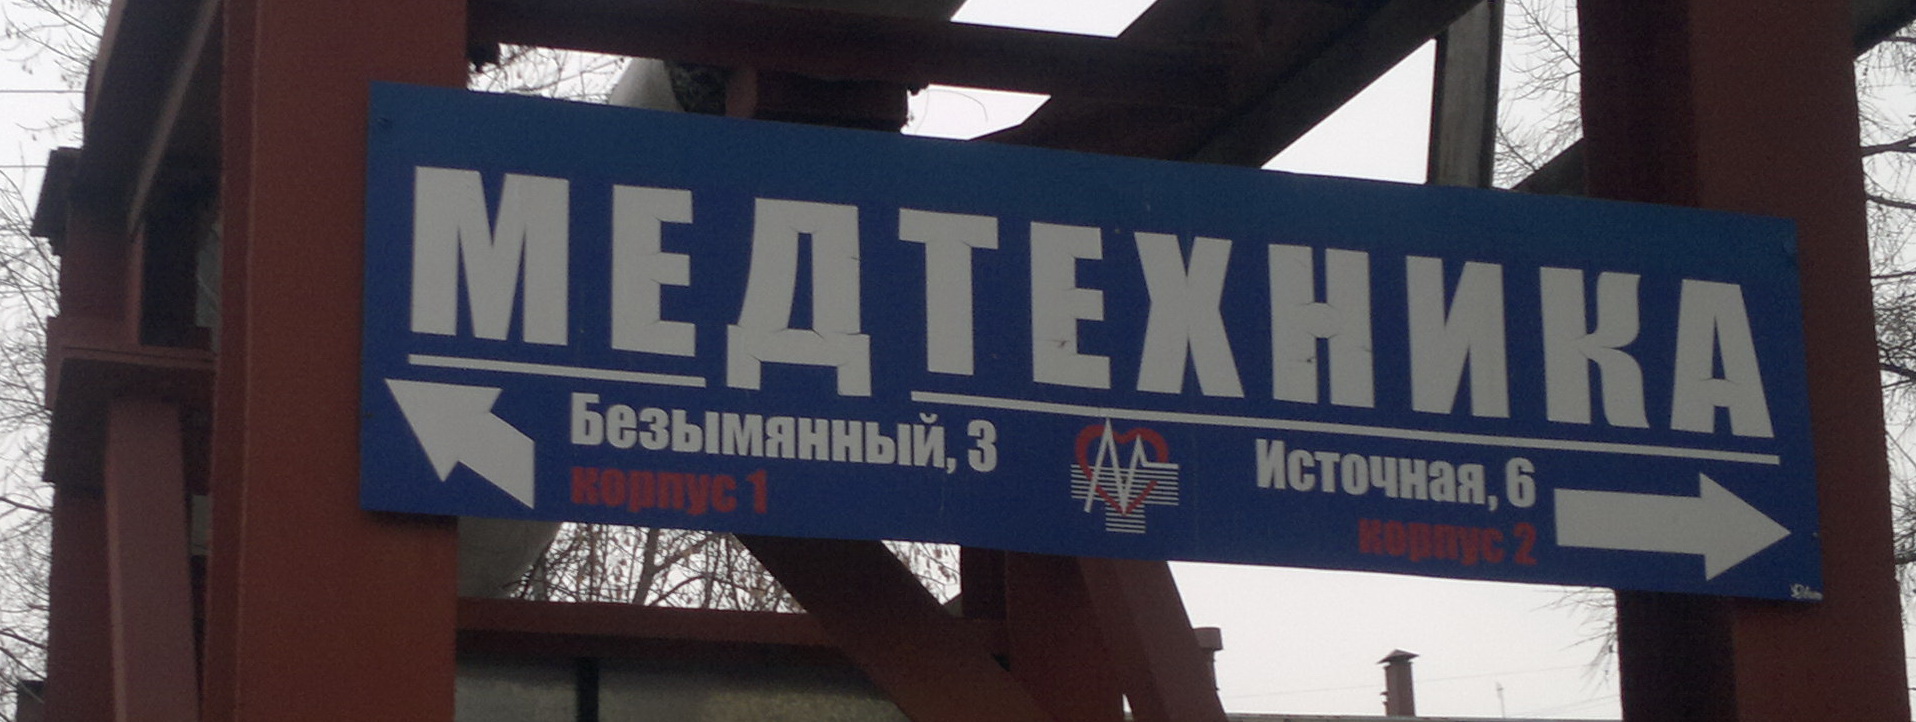 МЕДТЕХНИКА
Безымянный, 3
корпус 1
Источная, 6
корпус 2